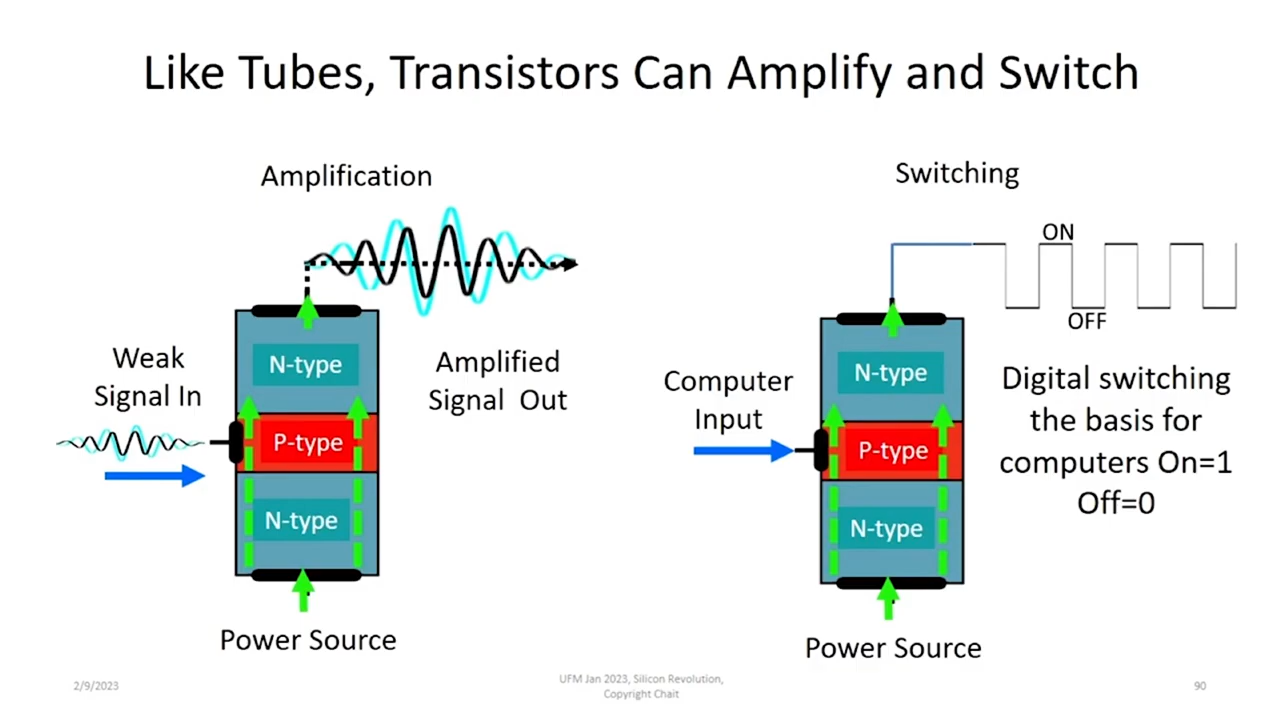 Like Tubes, Transistors Can Amplify and Switch
Amplification
Weak
Signal In
N-type
P-type
N-type
Amplified
Signal Out
Power Source
Switching
ON
OFF
Computer
Input
N-type
P-type
N-type
Digital switching
the basis for
computers On=1
Off=0
Power Source
2/9/2023
UFM Jan 2023, Silicon Revolution,
Copyright Chait
90